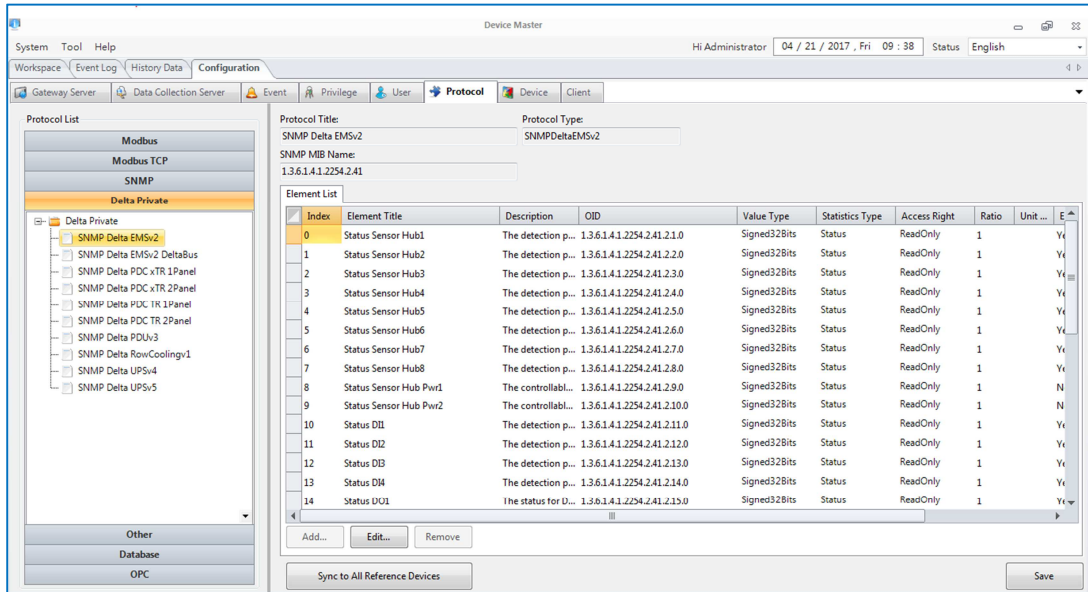 Device Master
System Tool Help Hi Administrator 04 / 21 / 2017 , Fri 09 : 38 Status English
Workspace Event Log History Data Configuration
Gateway Server Data Collection Server Event Privilege User Protocol Device Client
Protocol List
Modbus
Modbus TCP
SNMP
Delta Private
Delta Private
SNMP Delta EMSv2
SNMP Delta EMSv2 DeltaBus
SNMP Delta PDC xTR 1Panel
SNMP Delta PDC xTR 2Panel
SNMP Delta PDC TR 1Panel
SNMP Delta PDC TR 2Panel
SNMP Delta PDUv3
SNMP Delta RowCoolingv1
SNMP Delta UPSv4
SNMP Delta UPSv5
Other
Database
OPC
Protocol Title: Protocol Type:
SNMP Delta EMSv2 SNMPDeltaEMSv2
SNMP MIB Name:
1.3.6.1.4.1.2254.2.41
Element List
Index Element Title Description OID Value Type Statistics Type Access Right Ratio Unit ... E
0 Status Sensor Hub1 The detection p... 1.3.6.1.4.1.2254.2.41.2.1.0 Signed32Bits Status ReadOnly 1 Ye
1 Status Sensor Hub2 The detection p... 1.3.6.1.4.1.2254.2.41.2.2.0 Signed32Bits Status ReadOnly 1 Ye
2 Status Sensor Hub3 The detection p... 1.3.6.1.4.1.2254.2.41.2.3.0 Signed32Bits Status ReadOnly 1 Ye
3 Status Sensor Hub4 The detection p... 1.3.6.1.4.1.2254.2.41.2.4.0 Signed32Bits Status ReadOnly 1 Ye
4 Status Sensor Hub5 The detection p... 1.3.6.1.4.1.2254.2.41.2.5.0 Signed32Bits Status ReadOnly 1 Ye
5 Status Sensor Hub6 The detection p... 1.3.6.1.4.1.2254.2.41.2.6.0 Signed32Bits Status ReadOnly 1 Ye
6 Status Sensor Hub7 The detection p... 1.3.6.1.4.1.2254.2.41.2.7.0 Signed32Bits Status ReadOnly 1 Ye
7 Status Sensor Hub8 The detection p... 1.3.6.1.4.1.2254.2.41.2.8.0 Signed32Bits Status ReadOnly 1 Ye
8 Status Sensor Hub Pwr1 The controllabl... 1.3.6.1.4.1.2254.2.41.2.9.0 Signed32Bits Status ReadOnly 1 N
9 Status Sensor Hub Pwr2 The controllabl... 1.3.6.1.4.1.2254.2.41.2.10.0 Signed32Bits Status ReadOnly 1 N
10 Status DI1 The detection p... 1.3.6.1.4.1.2254.2.41.2.11.0 Signed32Bits Status ReadOnly 1 Ye
11 Status DI2 The detection p... 1.3.6.1.4.1.2254.2.41.2.12.0 Signed32Bits Status ReadOnly 1 Ye
12 Status DI3 The detection p... 1.3.6.1.4.1.2254.2.41.2.13.0 Signed32Bits Status ReadOnly 1 Ye
13 Status DI4 The detection p... 1.3.6.1.4.1.2254.2.41.2.14.0 Signed32Bits Status ReadOnly 1 Ye
14 Status DO1 The status for D... 1.3.6.1.4.1.2254.2.41.2.15.0 Signed32Bits Status ReadOnly 1 Ye
Add... Edit... Remove
Sync to All Reference Devices Save